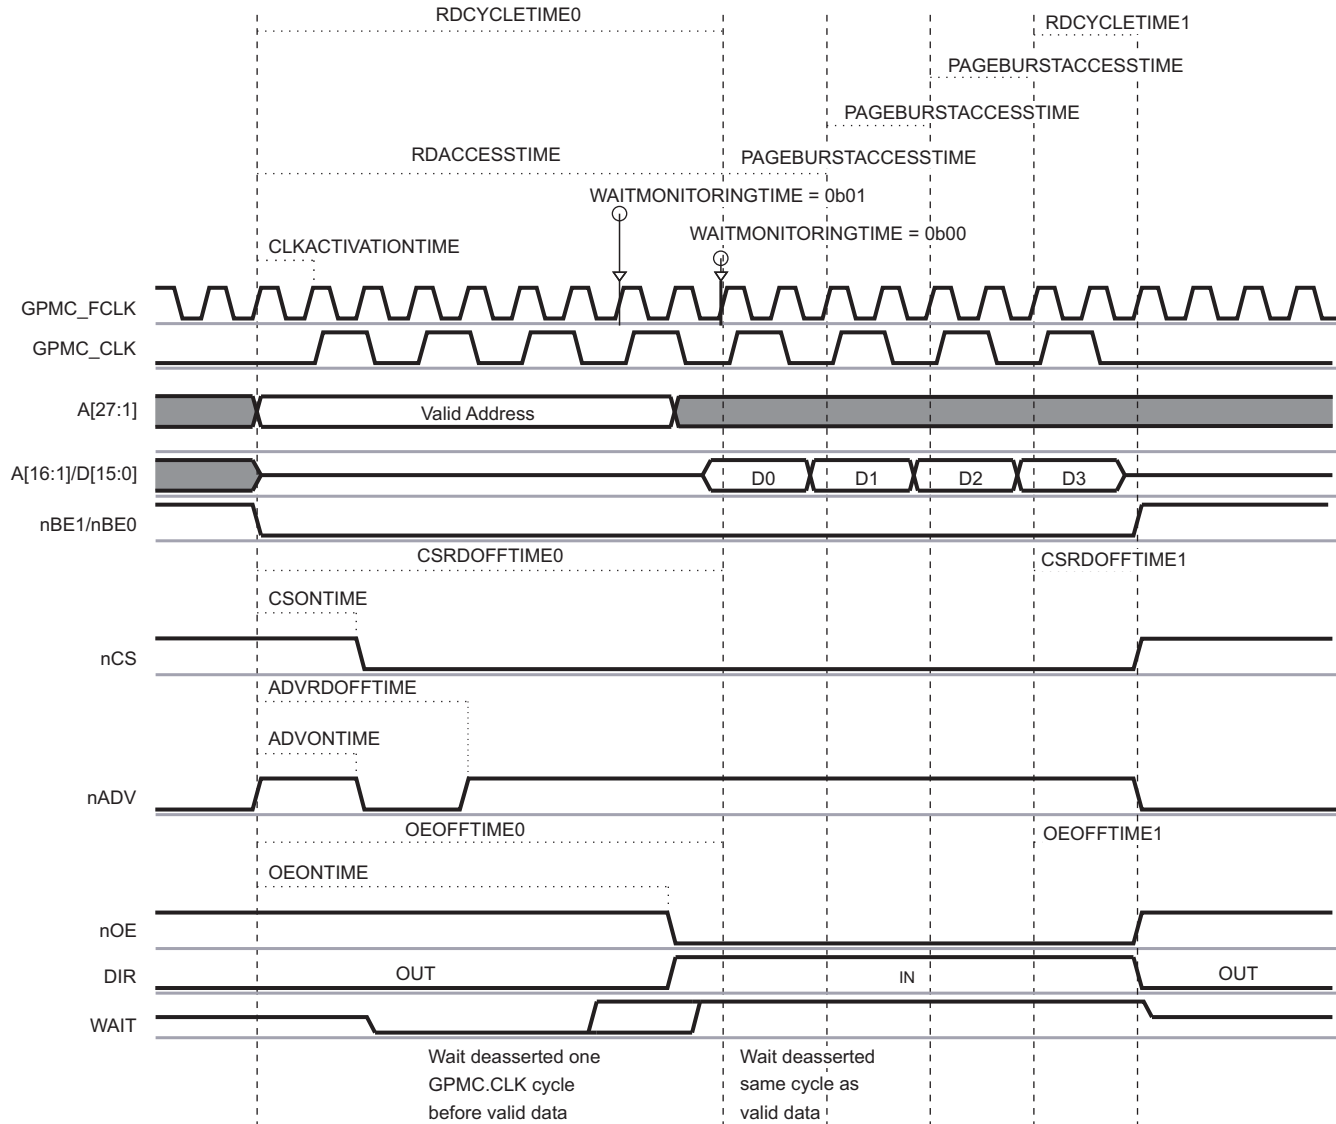 RDCYCLETIME0
RDCYCLETIME1
PAGEBURSTACCESSTIME
PAGEBURSTACCESSTIME
RDACCESSTIME
PAGEBURSTACCESSTIME
WAITMONITORINGTIME = 0b01
WAITMONITORINGTIME = 0b00
CLKACTIVATIONTIME
GPMC_FCLK
GPMC_CLK
A[27:1]
Valid Address
A[16:1]/D[15:0]
D0
D1
D2
D3
nBE1/nBE0
CSRDOFFTIME0
CSRDOFFTIME1
CSONTIME
nCS
ADVRDOFFTIME
ADVONTIME
nADV
OEOFFTIME0
OEOFFTIME1
OEONTIME
nOE
DIR
OUT
IN
OUT
WAIT
Wait deasserted one
GPMC.CLK cycle
before valid data
Wait deasserted
same cycle as
valid data